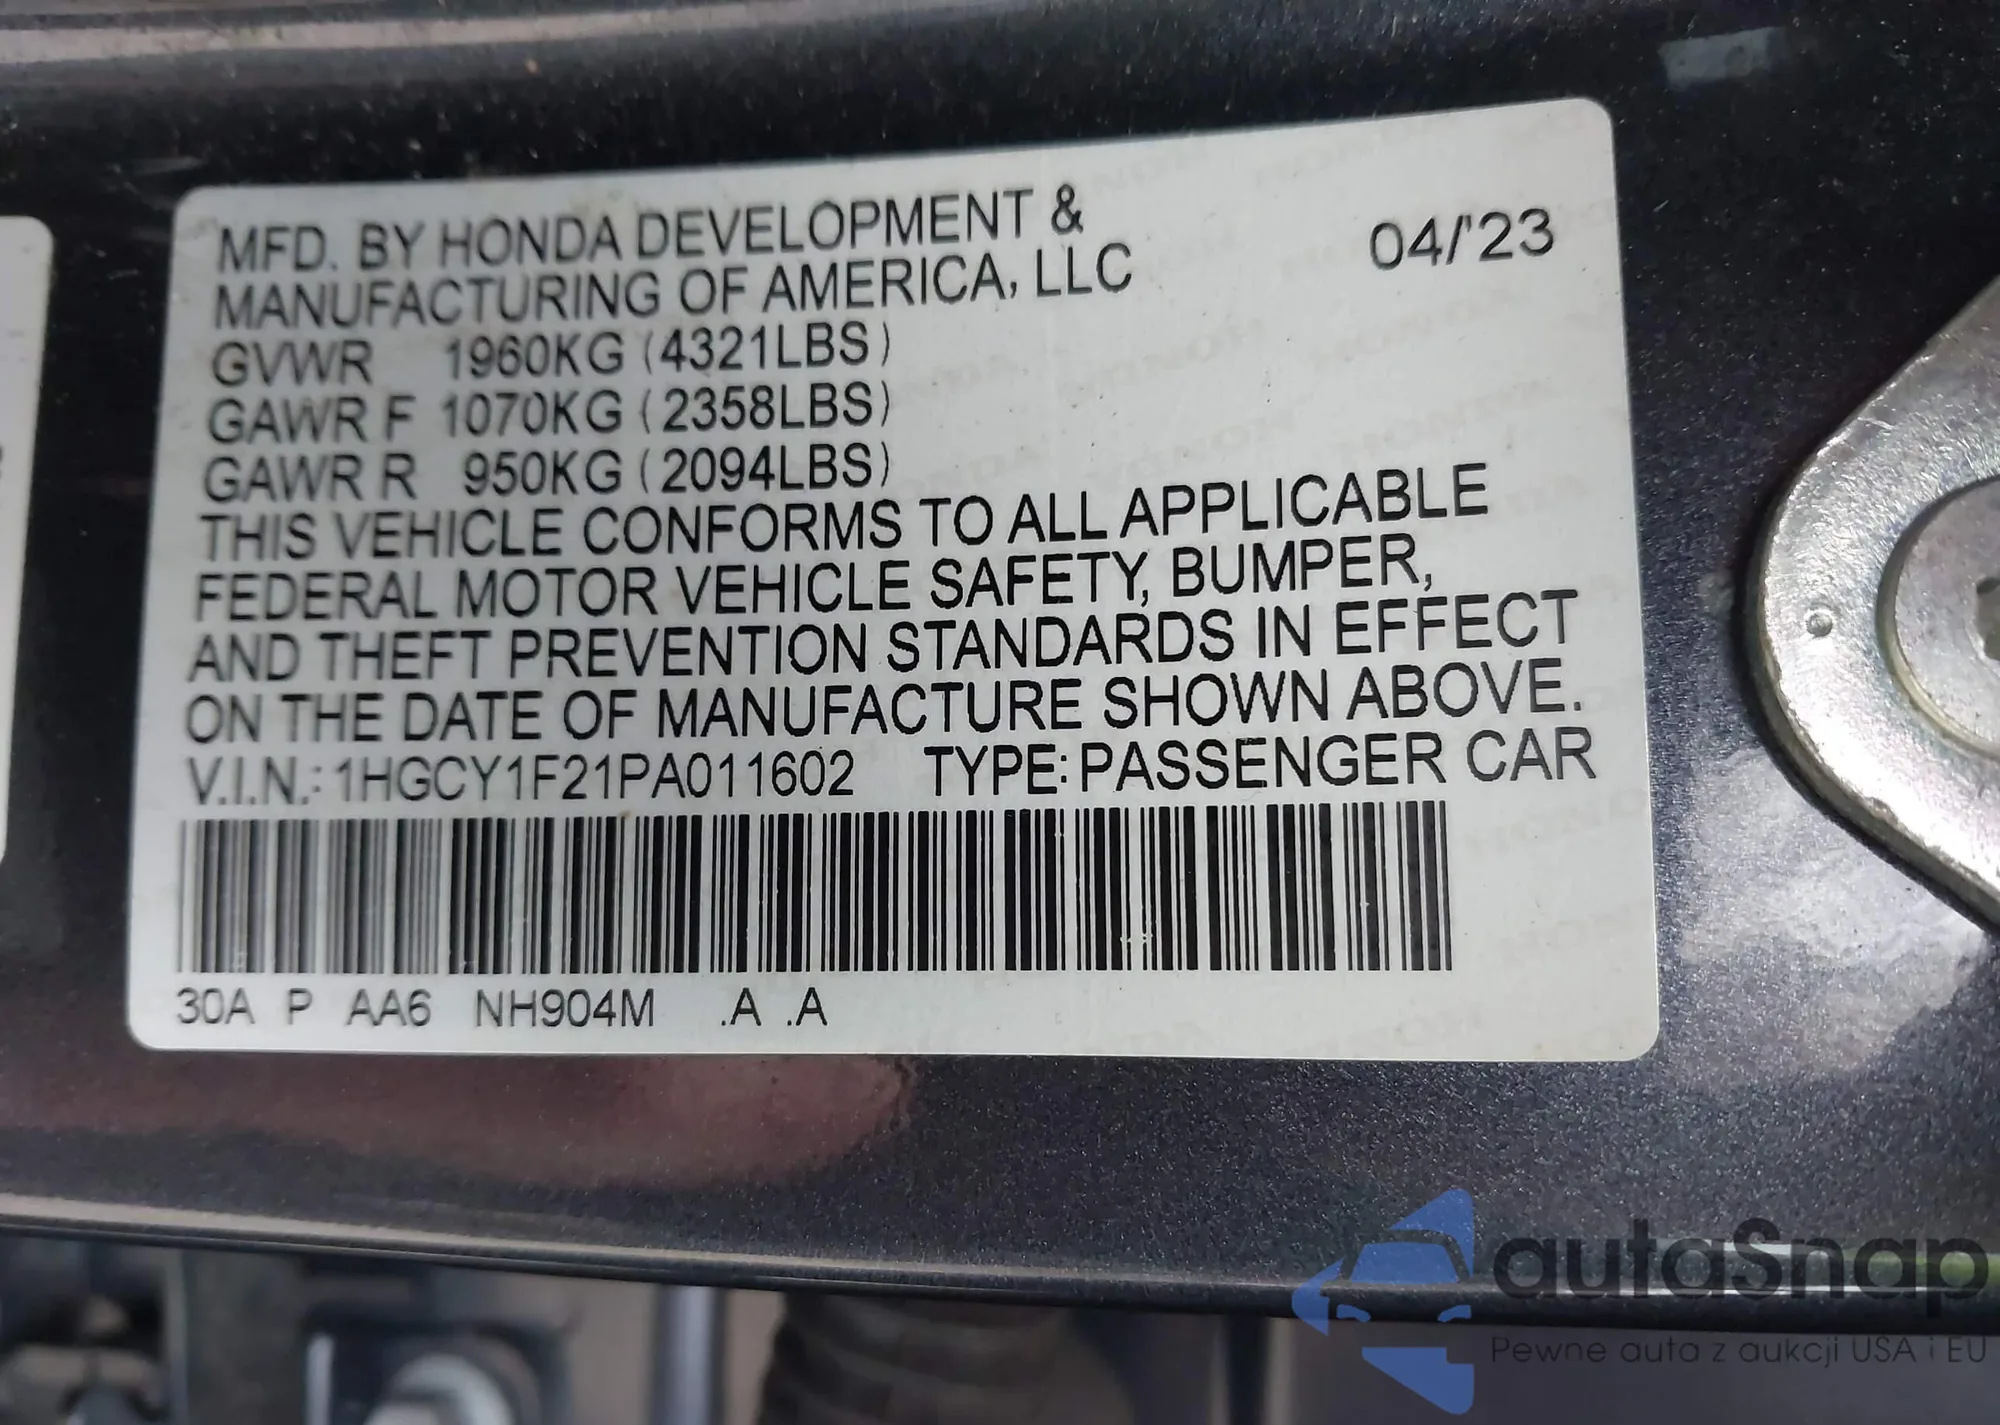 MFD. BY HONDA DEVELOPMENT &
MANUFACTURING OF AMERICA, LLC
04/'23
GVWR 1960KG (4321LBS)
GAWR F 1070KG (2358LBS)
GAWR R 950KG (2094LBS)
THIS VEHICLE CONFORMS TO ALL APPLICABLE
FEDERAL MOTOR VEHICLE SAFETY, BUMPER,
AND THEFT PREVENTION STANDARDS IN EFFECT
ON THE DATE OF MANUFACTURE SHOWN ABOVE.
V.I.N.: 1HGCY1F21PA011602 TYPE: PASSENGER CAR
30A P AA6 NH904M .A .A
autaSnap
Pewne auta z aukcji USA i EU